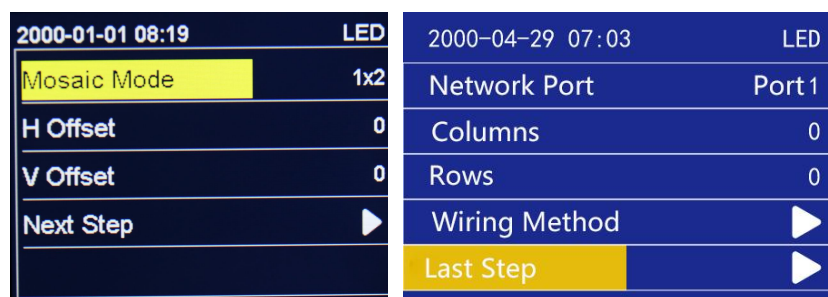 2000-01-01 08:19 LED
Mosaic Mode 1x2
H Offset 0
V Offset 0
Next Step
2000-04-29 07:03 LED
Network Port Port1
Columns 0
Rows 0
Wiring Method
Last Step